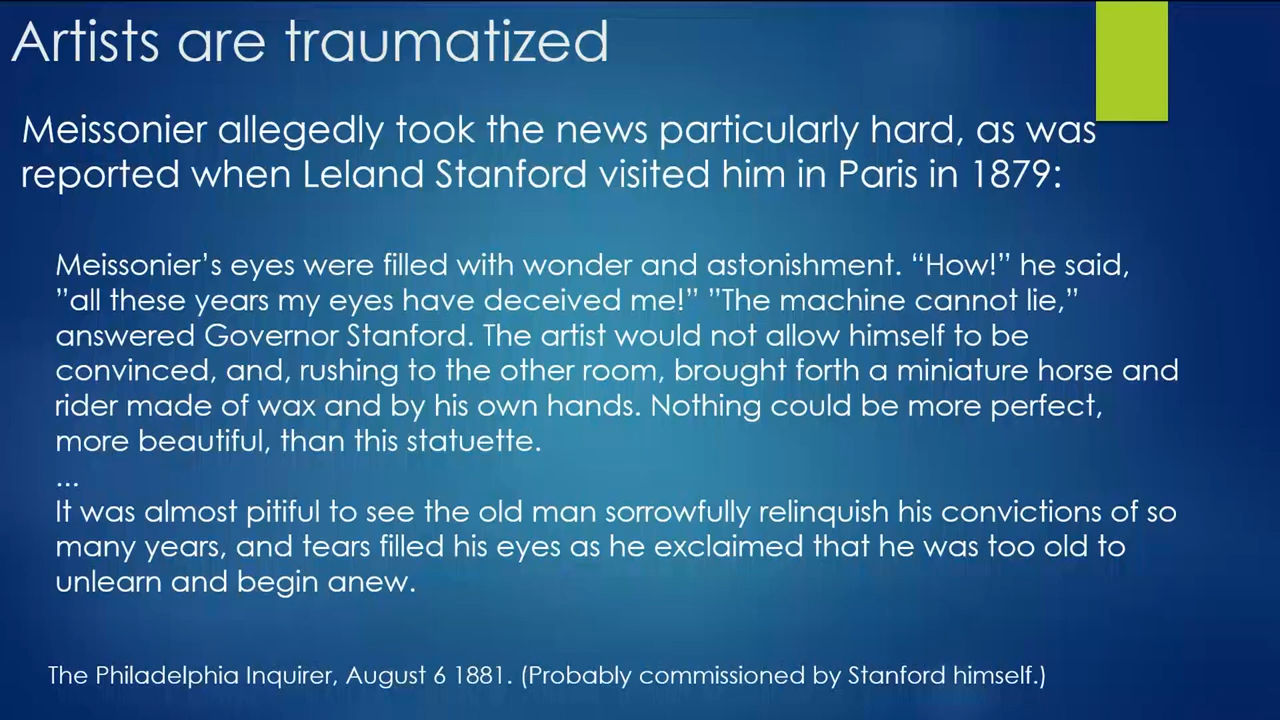 Artists are traumatized
Meissonier allegedly took the news particularly hard, as was
reported when Leland Stanford visited him in Paris in 1879:
Meissonier’s eyes were filled with wonder and astonishment. “How!” he said,
”all these years my eyes have deceived me!” ”The machine cannot lie,”
answered Governor Stanford. The artist would not allow himself to be
convinced, and, rushing to the other room, brought forth a miniature horse and
rider made of wax and by his own hands. Nothing could be more perfect,
more beautiful, than this statuette.
...
It was almost pitiful to see the old man sorrowfully relinquish his convictions of so
many years, and tears filled his eyes as he exclaimed that he was too old to
unlearn and begin anew.
The Philadelphia Inquirer, August 6 1881. (Probably commissioned by Stanford himself.)